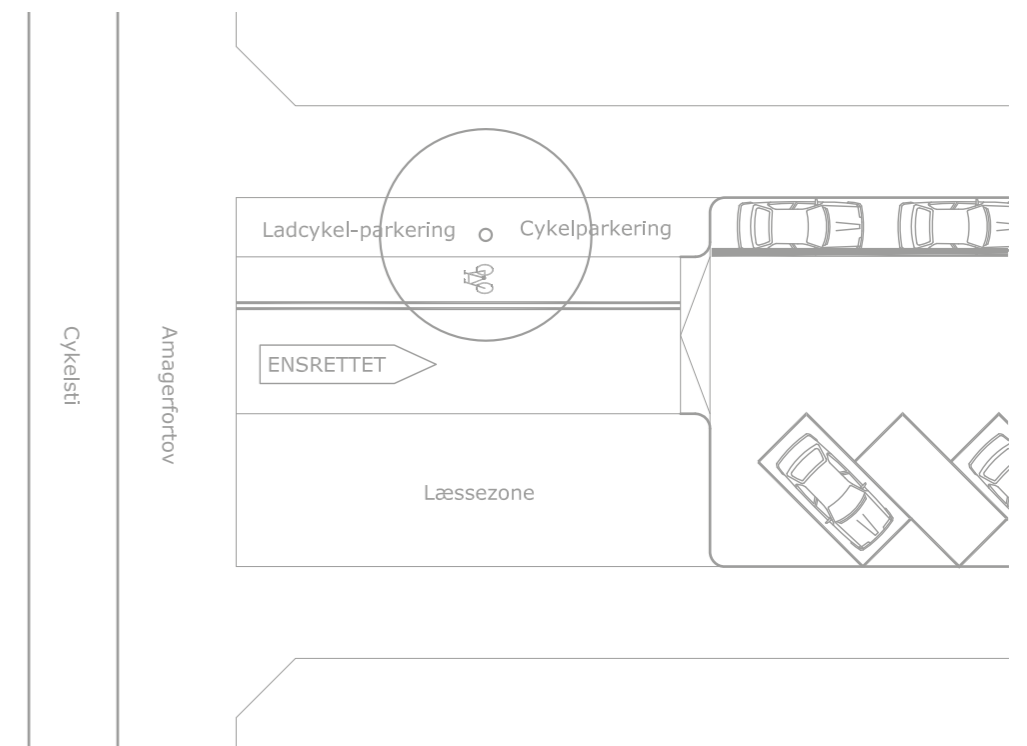 Ladcykel-parkering
Cykelparkering
ENSRETTET
Cykelsti
Amagerfortov
Læssezone